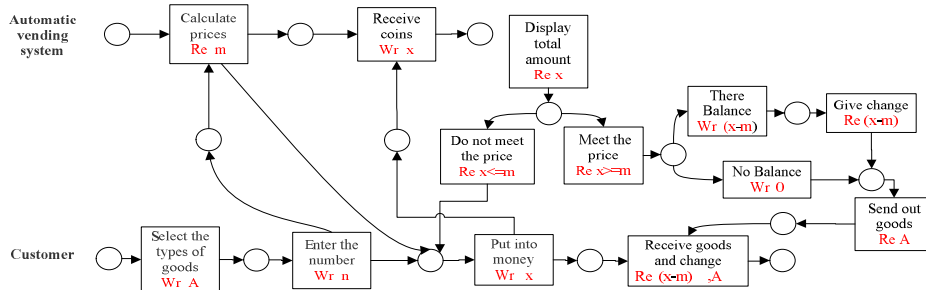 Automatic
vending
system
Calculate
prices
Re m
Receive
coins
Wr x
Display
total
amount
Re x
There
Balance
Wr (x-m)
Give change
Re (x-m)
Do not meet
the price
Re x<=m
Meet the
price
Re x>=m
No Balance
Wr 0
Send out
goods
Re A
Customer
Select the
types of
goods
Wr A
Enter the
number
Wr n
Put into
money
Wr x
Receive goods
and change
Re (x-m) ,A